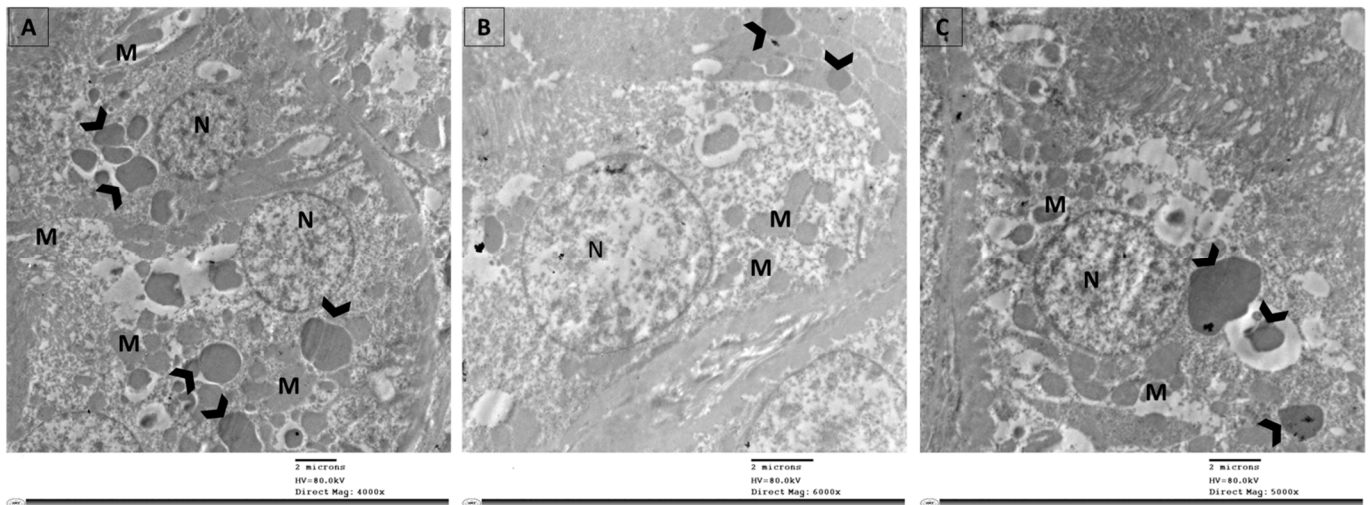 A
B
C
M
N
N
M
M
M
N
M
M
M
N
M
2 microns
HV=80.0kV
Direct Mag: 4000x
2 microns
HV=80.0kV
Direct Mag: 6000x
2 microns
HV=80.0kV
Direct Mag: 5000x